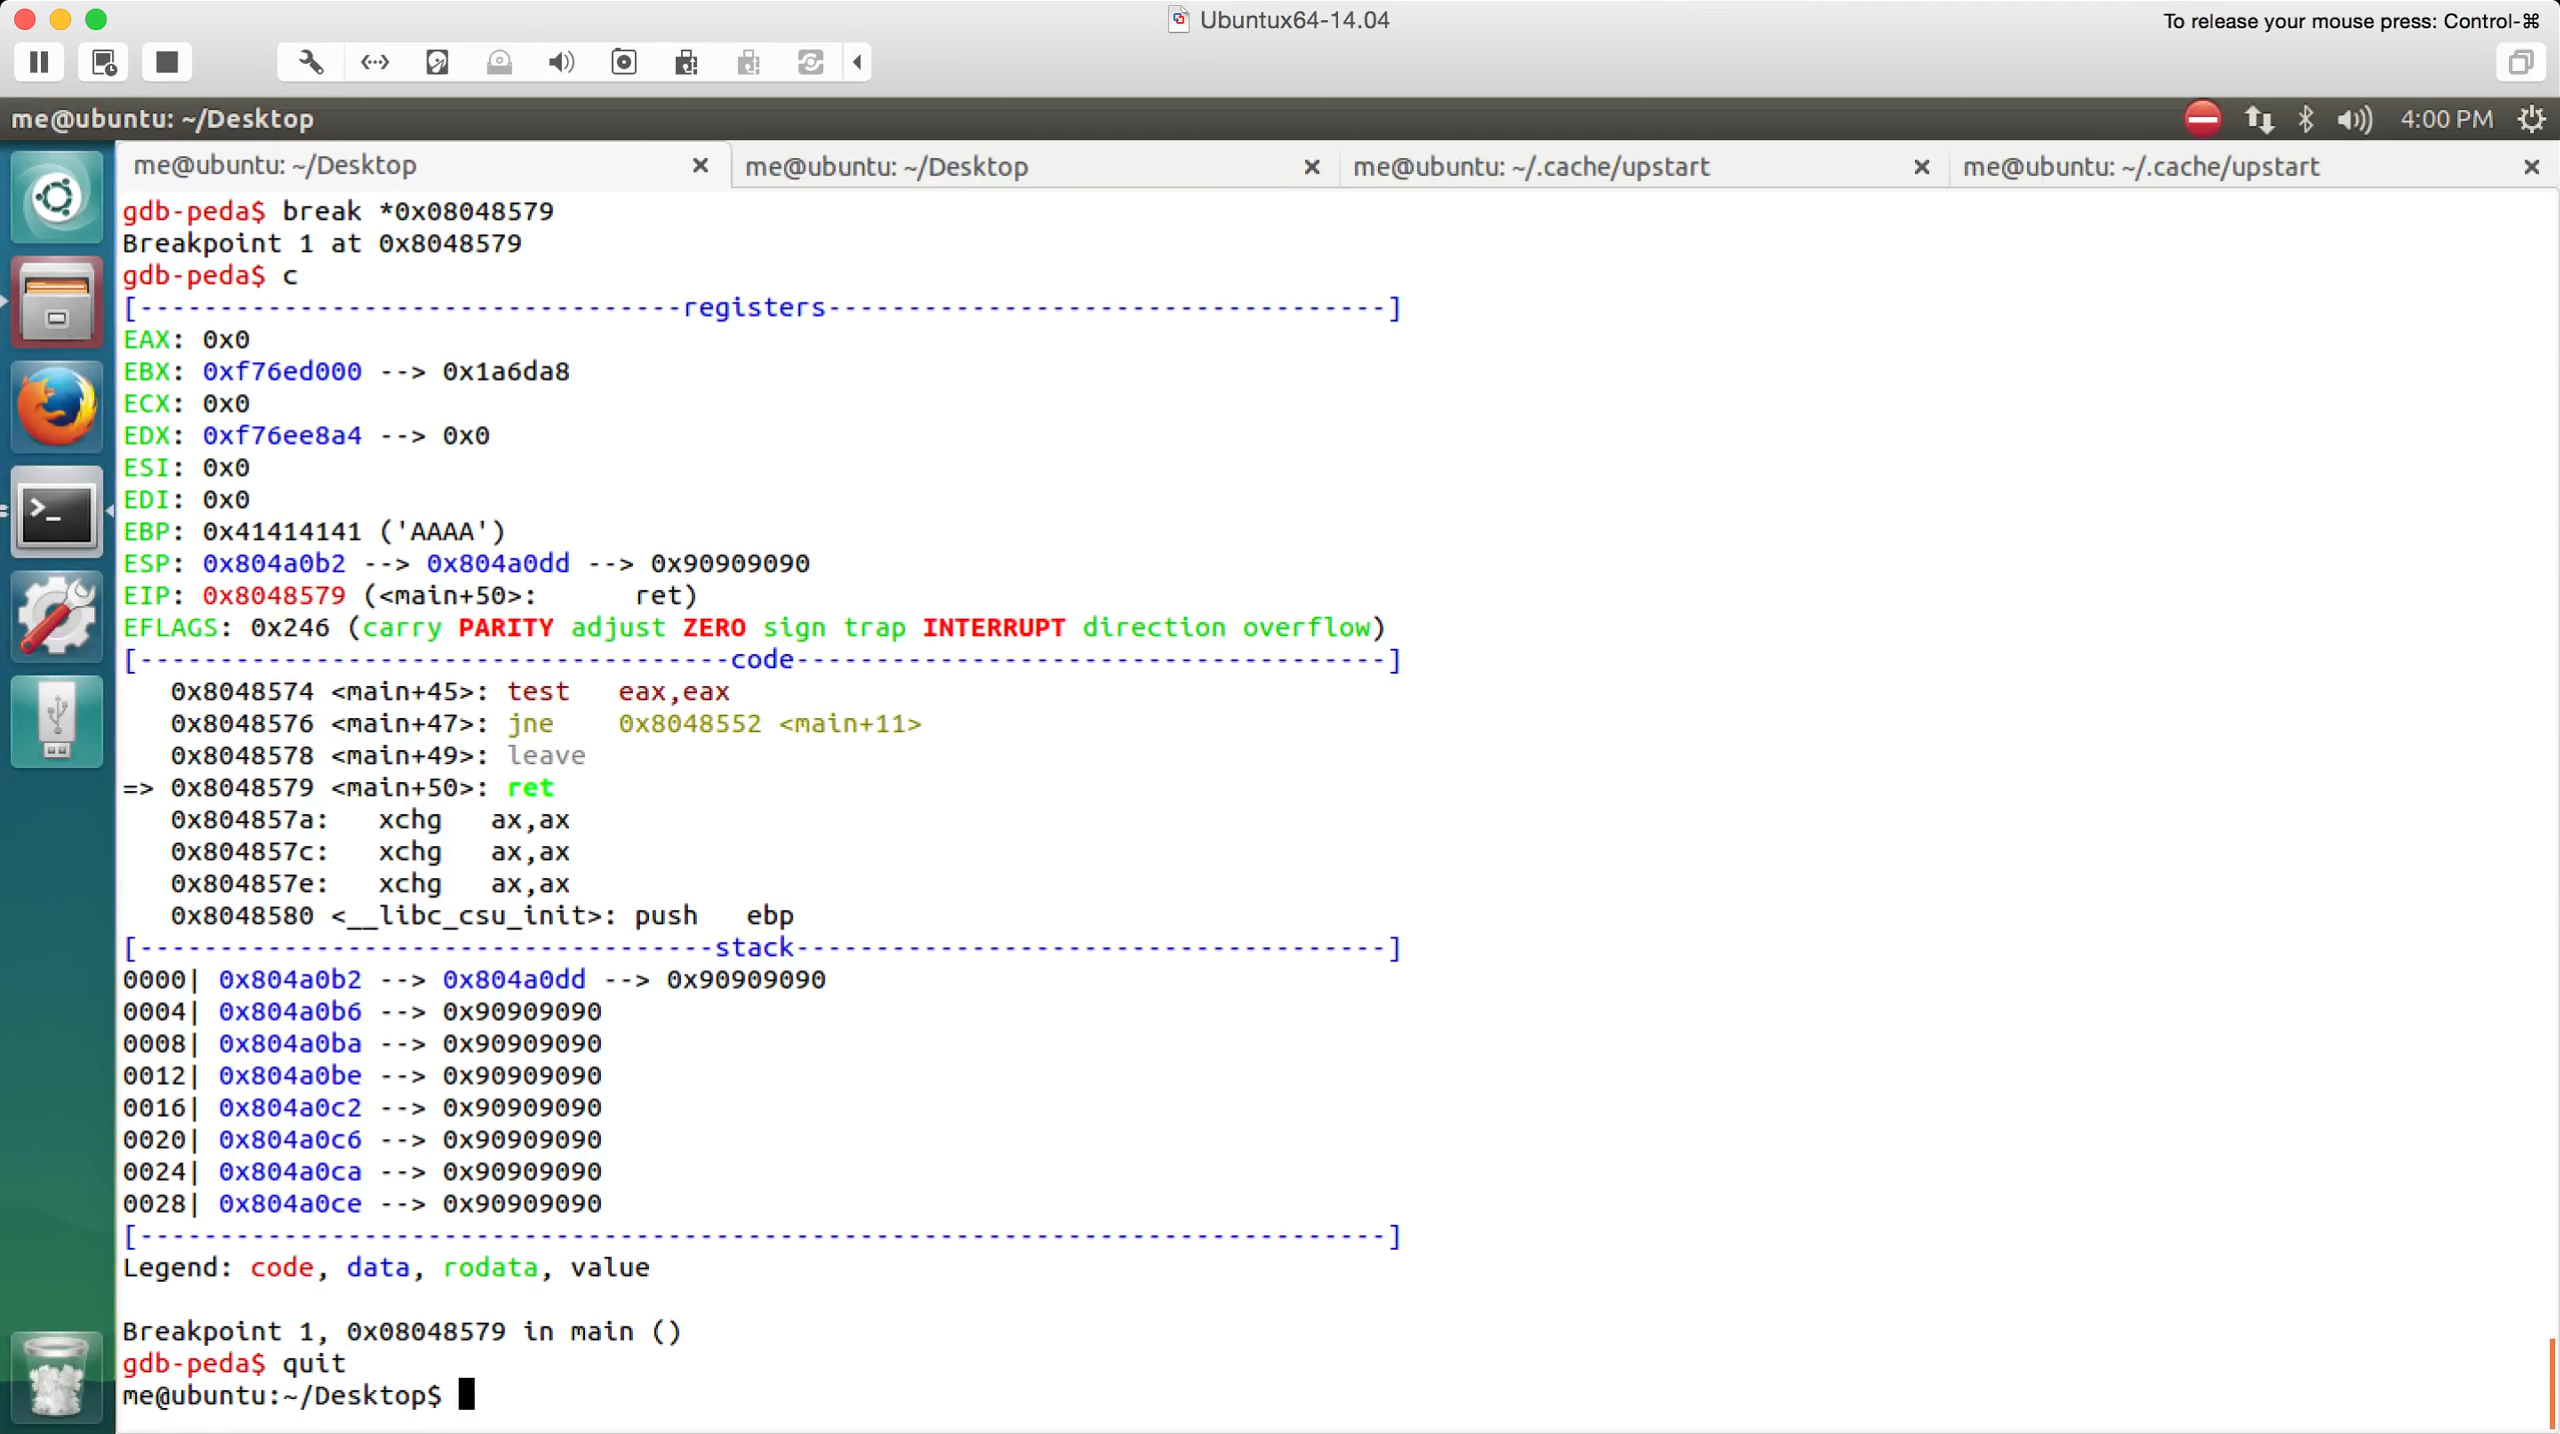 Ubuntux64-14.04
To release your mouse press: Control-⌘
me@ubuntu: ~/Desktop
4:00 PM
me@ubuntu: ~/Desktop
me@ubuntu: ~/Desktop
me@ubuntu: ~/.cache/upstart
me@ubuntu: ~/.cache/upstart
gdb-peda$ break *0x08048579
Breakpoint 1 at 0x8048579
gdb-peda$ c
[----------------------------------registers-----------------------------------]
EAX: 0x0
EBX: 0xf76ed000 --> 0x1a6da8
ECX: 0x0
EDX: 0xf76ee8a4 --> 0x0
ESI: 0x0
EDI: 0x0
EBP: 0x41414141 ('AAAA')
ESP: 0x804a0b2 --> 0x804a0dd --> 0x90909090
EIP: 0x8048579 (<main+50>:      ret)
EFLAGS: 0x246 (carry PARITY adjust ZERO sign trap INTERRUPT direction overflow)
[-------------------------------------code-------------------------------------]
   0x8048574 <main+45>: test   eax,eax
   0x8048576 <main+47>: jne    0x8048552 <main+11>
   0x8048578 <main+49>: leave
=> 0x8048579 <main+50>: ret
   0x804857a:   xchg   ax,ax
   0x804857c:   xchg   ax,ax
   0x804857e:   xchg   ax,ax
   0x8048580 <__libc_csu_init>: push   ebp
[------------------------------------stack-------------------------------------]
0000| 0x804a0b2 --> 0x804a0dd --> 0x90909090
0004| 0x804a0b6 --> 0x90909090
0008| 0x804a0ba --> 0x90909090
0012| 0x804a0be --> 0x90909090
0016| 0x804a0c2 --> 0x90909090
0020| 0x804a0c6 --> 0x90909090
0024| 0x804a0ca --> 0x90909090
0028| 0x804a0ce --> 0x90909090
[------------------------------------------------------------------------------]
Legend: code, data, rodata, value
Breakpoint 1, 0x08048579 in main ()
gdb-peda$ quit
me@ubuntu:~/Desktop$